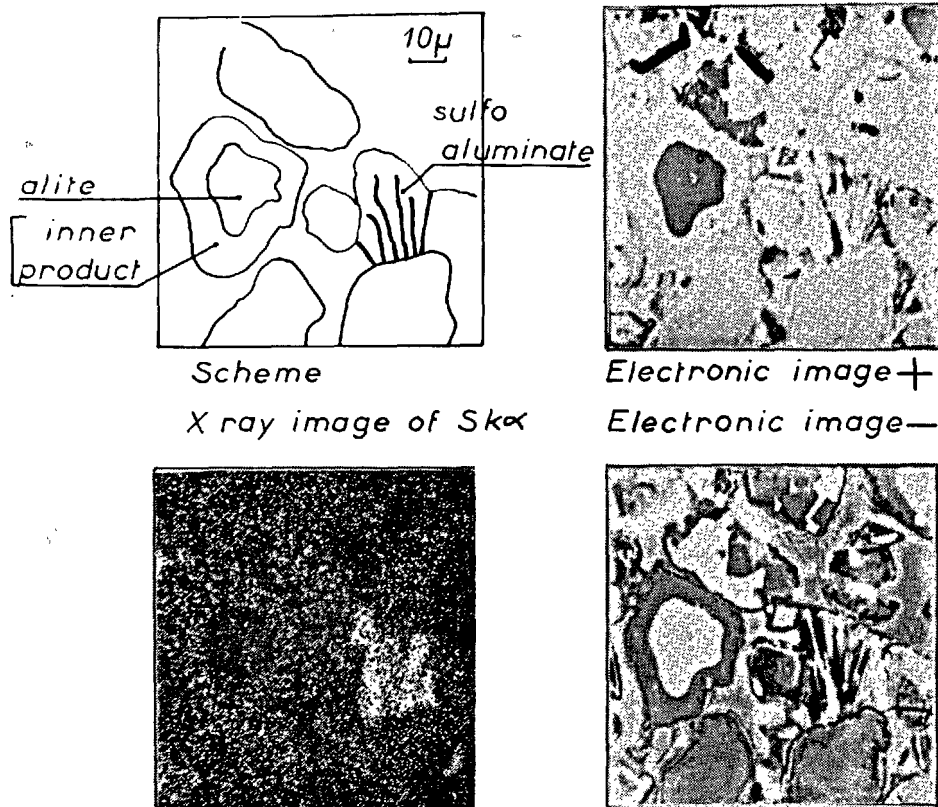 10μ
sulfo
aluminate
alite
inner
product
Scheme
Electronic image +
X ray image of Skα
Electronic image —